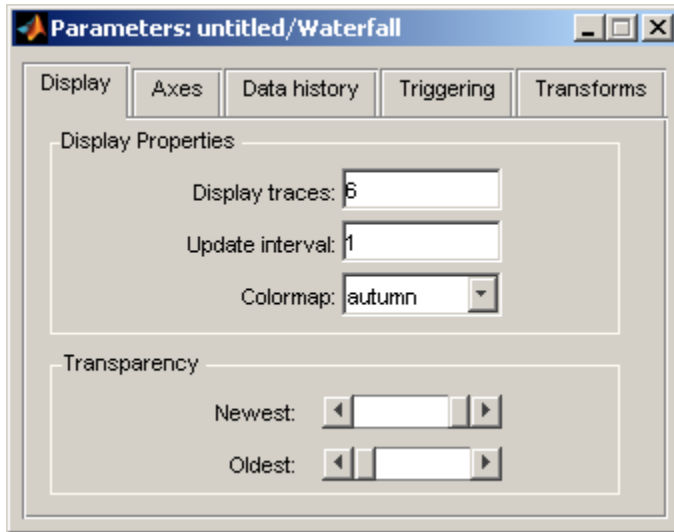 Parameters: untitled/Waterfall
Display Axes Data history Triggering Transforms
Display Properties
Display traces: 6
Update interval: 1
Colormap: autumn
Transparency
Newest:
Oldest: